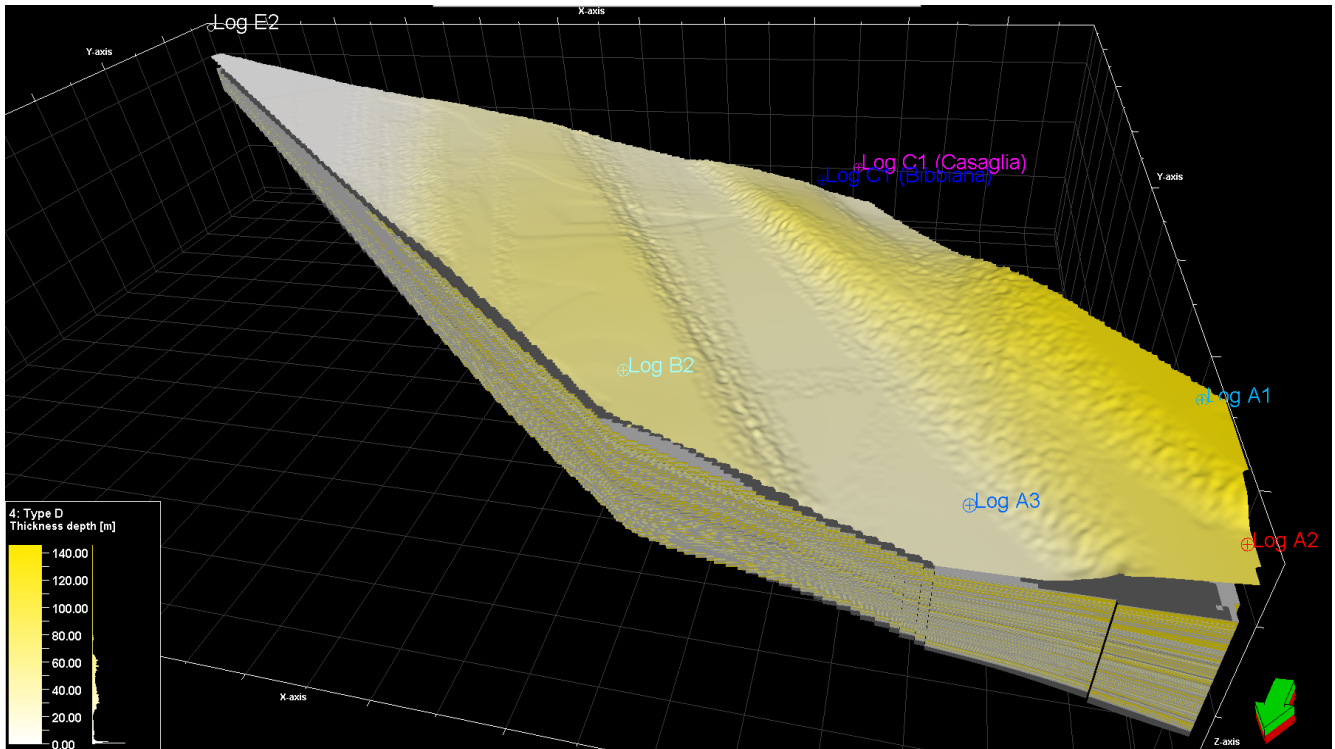 X-axis
Log E2
Y-axis
Log C1 (Casaglia)
Log C1 (Bibbiana)
Y-axis
Log B2
Log A1
Log A3
Log A2
4: Type D
Thickness depth [m]
140.00
120.00
100.00
80.00
60.00
40.00
20.00
0.00
X-axis
Z-axis